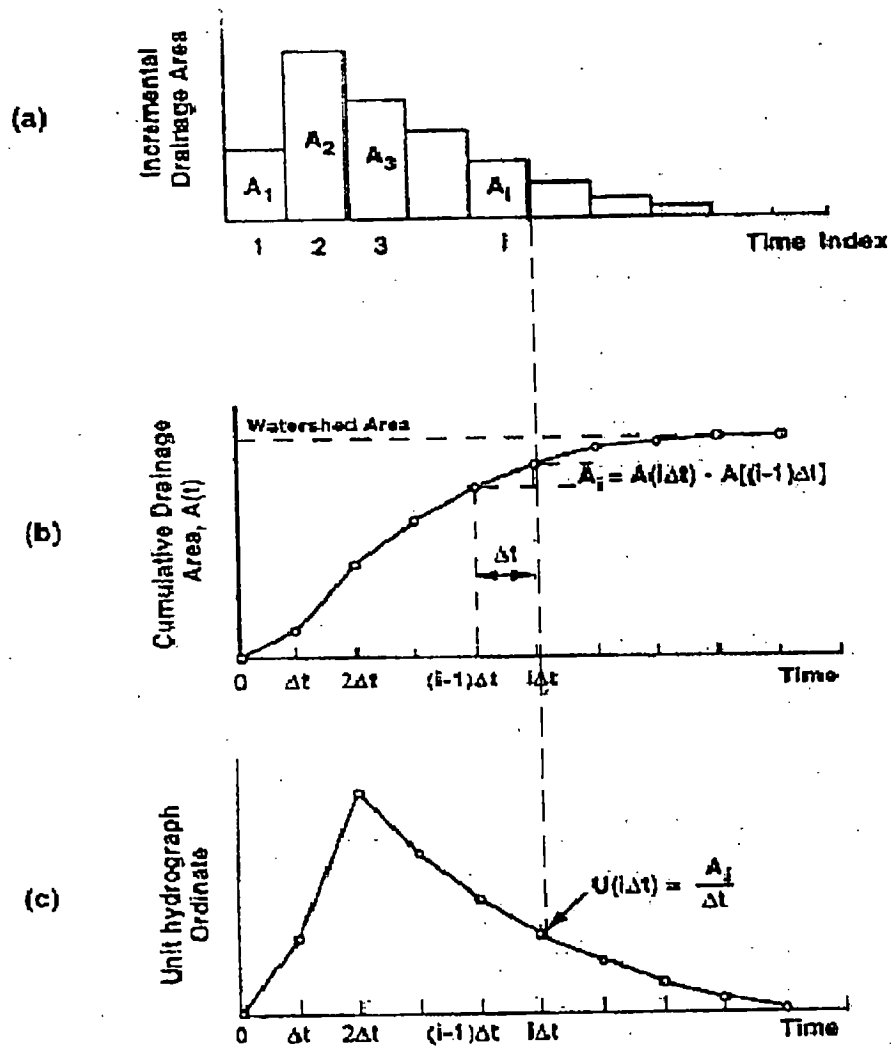 (a)
Incremental
Drainage Area
A₁
A₂
A₃
Aᵢ
1
2
3
i
Time Index
(b)
Cumulative Drainage
Area, A(t)
Watershed Area
Āᵢ = A(iΔt) - A[(i-1)Δt]
Δt
0
Δt
2Δt
(i-1)Δt
iΔt
Time
(c)
Unit hydrograph
Ordinate
U(iΔt) = Aᵢ/Δt
0
Δt
2Δt
(i-1)Δt
iΔt
Time